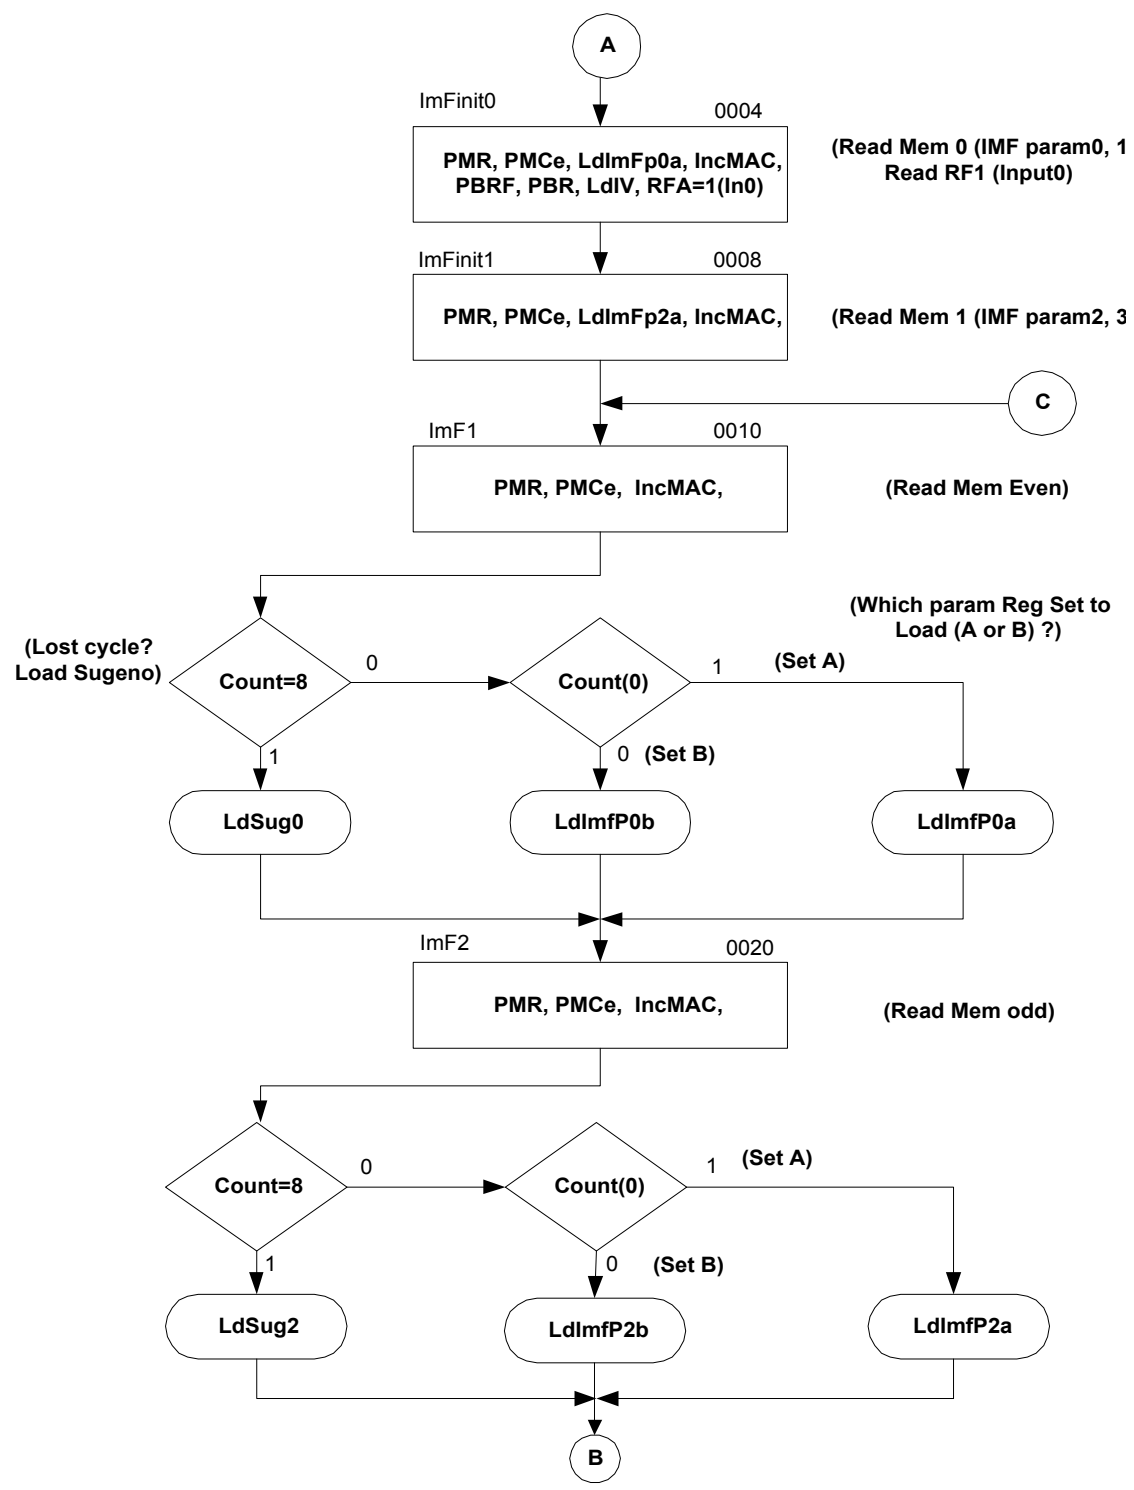 A
ImFinit0
0004
PMR, PMCe, LdImFp0a, IncMAC,
PBRF, PBR, LdIV, RFA=1(In0)
(Read Mem 0 (IMF param0, 1
Read RF1 (Input0)
ImFinit1
0008
PMR, PMCe, LdImFp2a, IncMAC,
(Read Mem 1 (IMF param2, 3
C
ImF1
0010
PMR, PMCe, IncMAC,
(Read Mem Even)
(Which param Reg Set to
Load (A or B) ?)
(Lost cycle?
Load Sugeno)
Count=8
0
Count(0)
1
(Set A)
1
0
(Set B)
LdSug0
LdImfP0b
LdImfP0a
ImF2
0020
PMR, PMCe, IncMAC,
(Read Mem odd)
Count=8
0
Count(0)
1
(Set A)
1
0
(Set B)
LdSug2
LdImfP2b
LdImfP2a
B